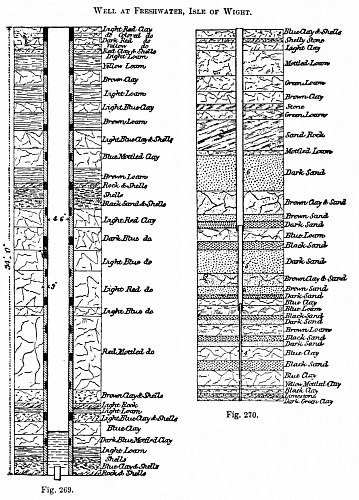 WELL AT FRESHWATER, ISLE OF WIGHT.
Light Red Clay
do Colored do
Dark Red do
Yellow do
Red Clay & Shells
Light Loam
Yellow Loam
Brown Clay
Light Loam
Light Blue Clay
Brown Loam
Light Blue Clay & Shells
Blue Mottled Clay
Brown Loam
Rock & Shells
Shells
Black Sand & Shells
Light Red Clay
Dark Blue do
Light Blue do
Light Red do
Light Blue do
Red Mottled do
Brown Clay & Shells
Light Rock
Light Loam
Light Blue Clay & Shells
Blue Clay
Dark Blue Mottled Clay
Light Loam
Shells
Blue Clay & Shells
Rock & Shells
4' 6"
Fig. 269.
Blue Clay & Shells
Shelly Stone
Light Clay
Mottled Loam
Green Loam
Brown Clay
Stone
Green Loam
Sand Rock
Mottled Loam
Dark Sand
Brown Clay & Sand
Brown Sand
Dark Sand
Blue Loam
Black Sand
Dark Sand
Brown Clay & Sand
Brown Sand
Dark Sand
Blue Clay
Blue Loam
Black Sand
Dark Sand
Brown Loam
Black Sand
Dark Sand
Blue Clay
Black Sand
Blue Clay
Yellow Mottled Clay
Black Clay
Limestone
Dark Green Clay
Fig. 270.